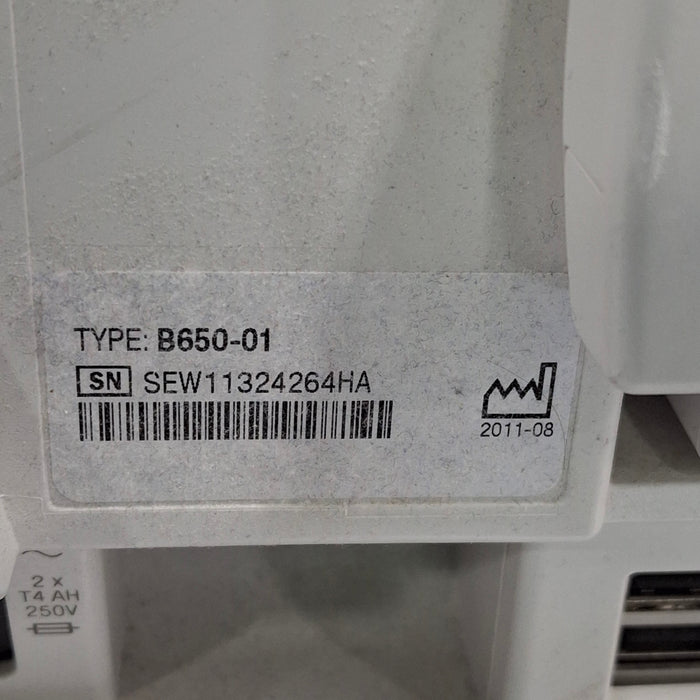 TYPE: B650-01
SN SEW11324264HA
2011-08
2 x
T4 AH
250V